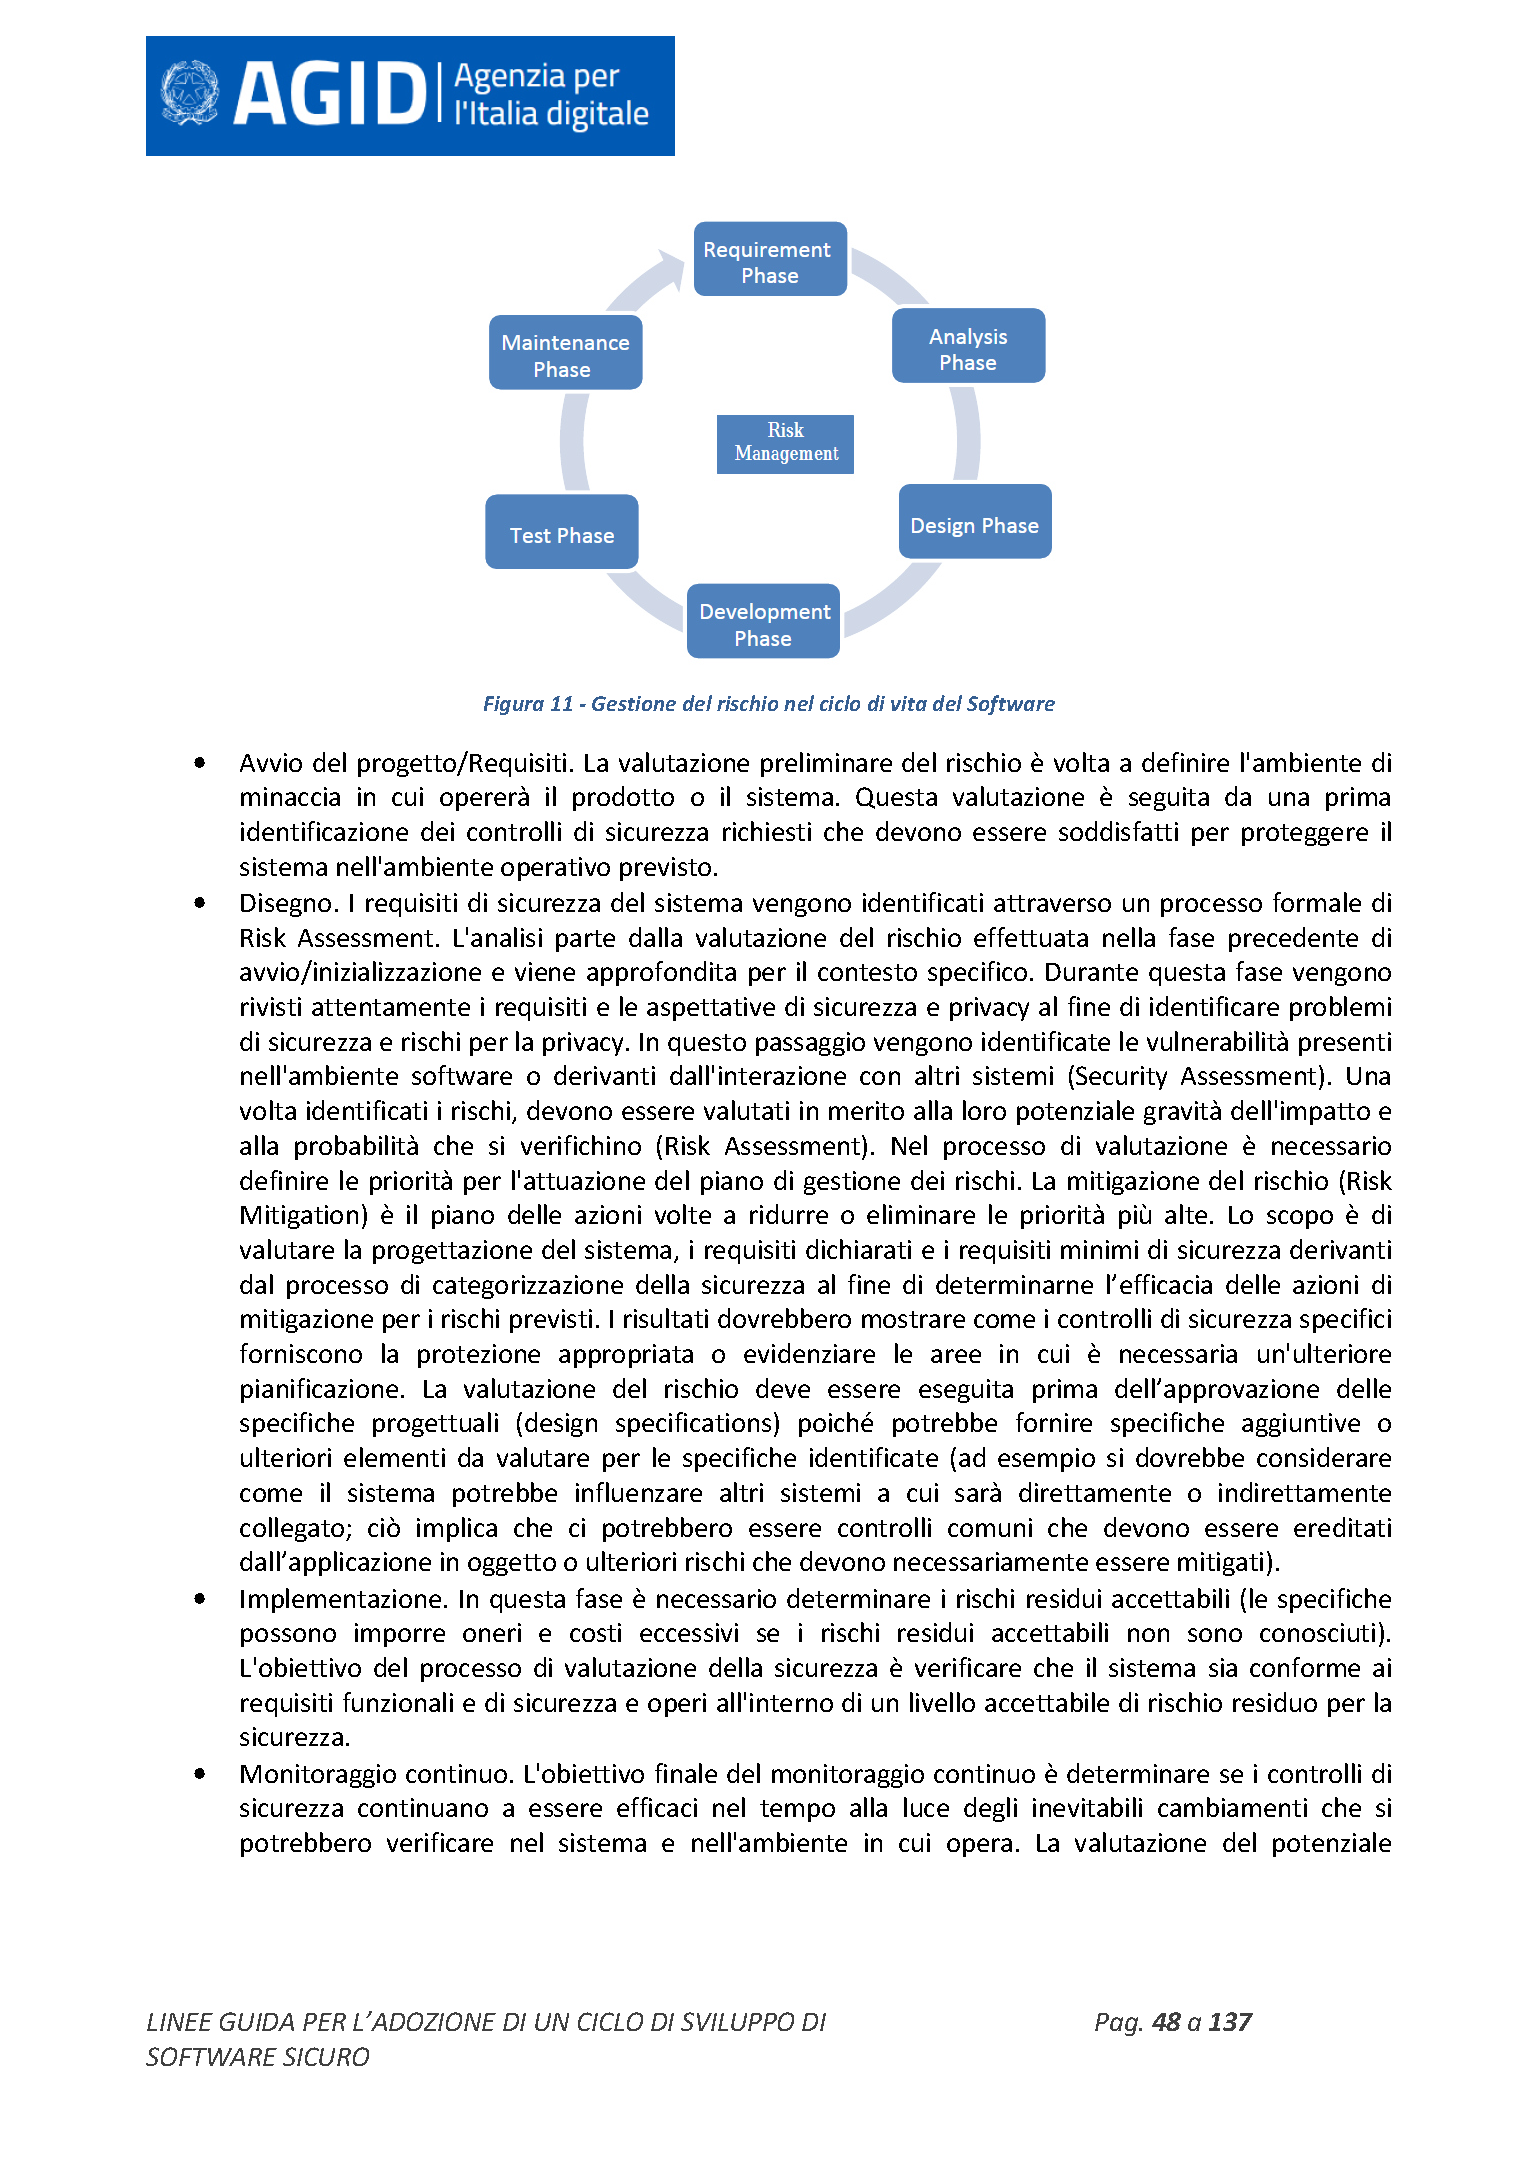 AGID Agenzia per
l'Italia digitale
Requirement
Phase
Analysis
Phase
Maintenance
Phase
Risk
Management
Design Phase
Test Phase
Development
Phase
Figura 11 - Gestione del rischio nel ciclo di vita del Software
• Avvio del progetto/Requisiti. La valutazione preliminare del rischio è volta a definire l'ambiente di
minaccia in cui opererà il prodotto o il sistema. Questa valutazione è seguita da una prima
identificazione dei controlli di sicurezza richiesti che devono essere soddisfatti per proteggere il
sistema nell'ambiente operativo previsto.
• Disegno. I requisiti di sicurezza del sistema vengono identificati attraverso un processo formale di
Risk Assessment. L'analisi parte dalla valutazione del rischio effettuata nella fase precedente di
avvio/inizializzazione e viene approfondita per il contesto specifico. Durante questa fase vengono
rivisti attentamente i requisiti e le aspettative di sicurezza e privacy al fine di identificare problemi
di sicurezza e rischi per la privacy. In questo passaggio vengono identificate le vulnerabilità presenti
nell'ambiente software o derivanti dall'interazione con altri sistemi (Security Assessment). Una
volta identificati i rischi, devono essere valutati in merito alla loro potenziale gravità dell'impatto e
alla probabilità che si verifichino (Risk Assessment). Nel processo di valutazione è necessario
definire le priorità per l'attuazione del piano di gestione dei rischi. La mitigazione del rischio (Risk
Mitigation) è il piano delle azioni volte a ridurre o eliminare le priorità più alte. Lo scopo è di
valutare la progettazione del sistema, i requisiti dichiarati e i requisiti minimi di sicurezza derivanti
dal processo di categorizzazione della sicurezza al fine di determinarne l’efficacia delle azioni di
mitigazione per i rischi previsti. I risultati dovrebbero mostrare come i controlli di sicurezza specifici
forniscono la protezione appropriata o evidenziare le aree in cui è necessaria un'ulteriore
pianificazione. La valutazione del rischio deve essere eseguita prima dell’approvazione delle
specifiche progettuali (design specifications) poiché potrebbe fornire specifiche aggiuntive o
ulteriori elementi da valutare per le specifiche identificate (ad esempio si dovrebbe considerare
come il sistema potrebbe influenzare altri sistemi a cui sarà direttamente o indirettamente
collegato; ciò implica che ci potrebbero essere controlli comuni che devono essere ereditati
dall’applicazione in oggetto o ulteriori rischi che devono necessariamente essere mitigati).
• Implementazione. In questa fase è necessario determinare i rischi residui accettabili (le specifiche
possono imporre oneri e costi eccessivi se i rischi residui accettabili non sono conosciuti).
L'obiettivo del processo di valutazione della sicurezza è verificare che il sistema sia conforme ai
requisiti funzionali e di sicurezza e operi all'interno di un livello accettabile di rischio residuo per la
sicurezza.
• Monitoraggio continuo. L'obiettivo finale del monitoraggio continuo è determinare se i controlli di
sicurezza continuano a essere efficaci nel tempo alla luce degli inevitabili cambiamenti che si
potrebbero verificare nel sistema e nell'ambiente in cui opera. La valutazione del potenziale
LINEE GUIDA PER L’ADOZIONE DI UN CICLO DI SVILUPPO DI Pag. 48 a 137
SOFTWARE SICURO